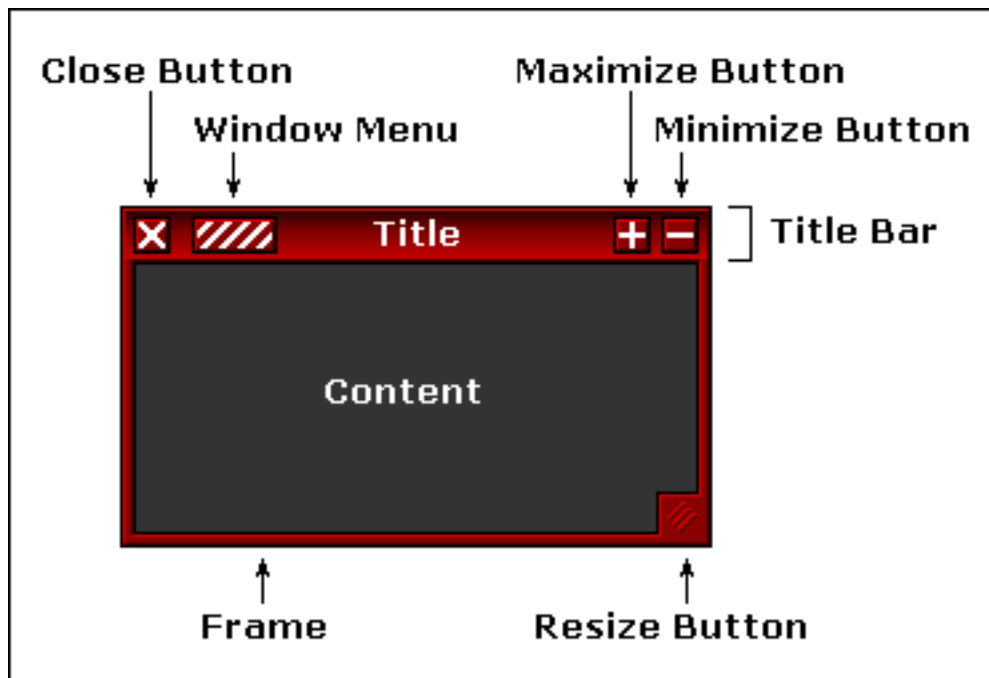 Close Button
Maximize Button
Window Menu
Minimize Button
Title
Title Bar
Content
Frame
Resize Button